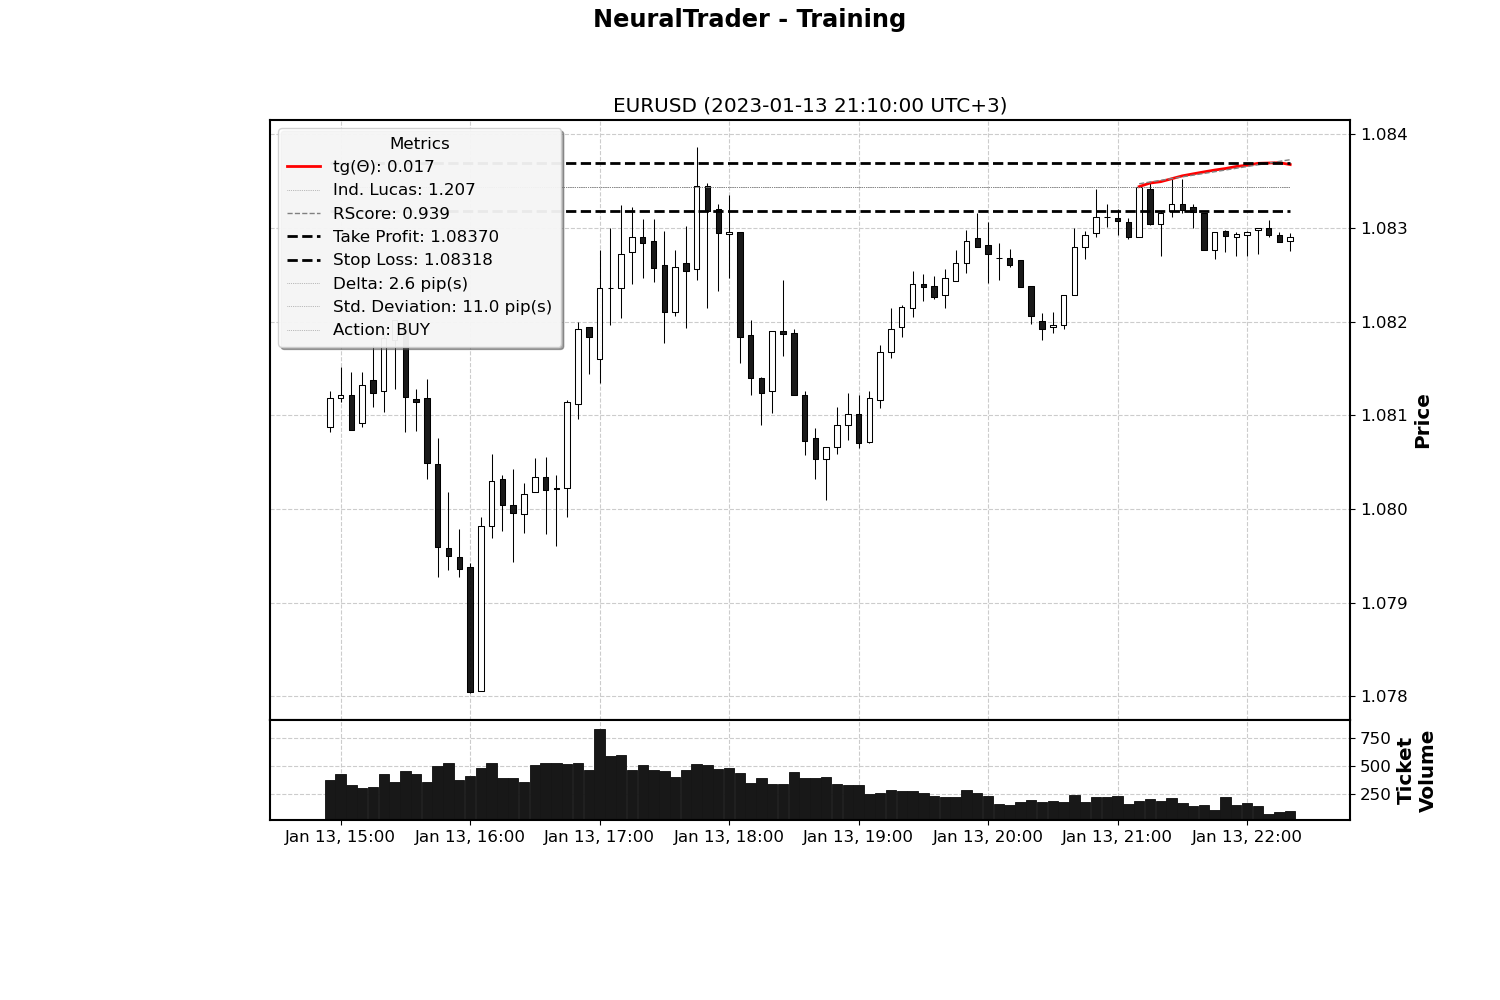 NeuralTrader - Training
EURUSD (2023-01-13 21:10:00 UTC+3)
Metrics
tg(Θ): 0.017
Ind. Lucas: 1.207
RScore: 0.939
Take Profit: 1.08370
Stop Loss: 1.08318
Delta: 2.6 pip(s)
Std. Deviation: 11.0 pip(s)
Action: BUY
1.084
1.083
1.082
1.081
1.080
1.079
1.078
Price
750
500
250
Ticket
Volume
Jan 13, 15:00
Jan 13, 16:00
Jan 13, 17:00
Jan 13, 18:00
Jan 13, 19:00
Jan 13, 20:00
Jan 13, 21:00
Jan 13, 22:00